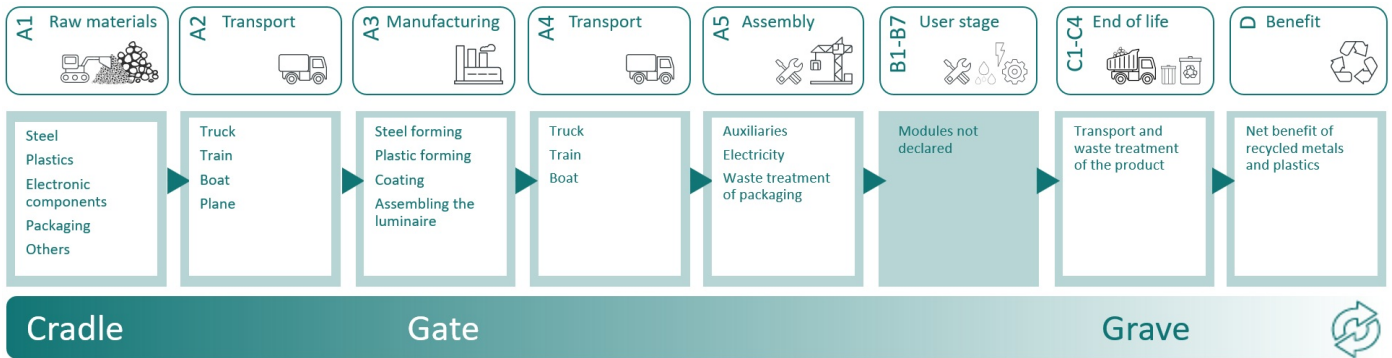 A1 Raw materials
A2 Transport
A3 Manufacturing
A4 Transport
A5 Assembly
B1-B7 User stage
C1-C4 End of life
D Benefit
Steel
Plastics
Electronic
components
Packaging
Others
Truck
Train
Boat
Plane
Steel forming
Plastic forming
Coating
Assembling the
luminaire
Truck
Train
Boat
Auxiliaries
Electricity
Waste treatment
of packaging
Modules not
declared
Transport and
waste treatment
of the product
Net benefit of
recycled metals
and plastics
Cradle
Gate
Grave